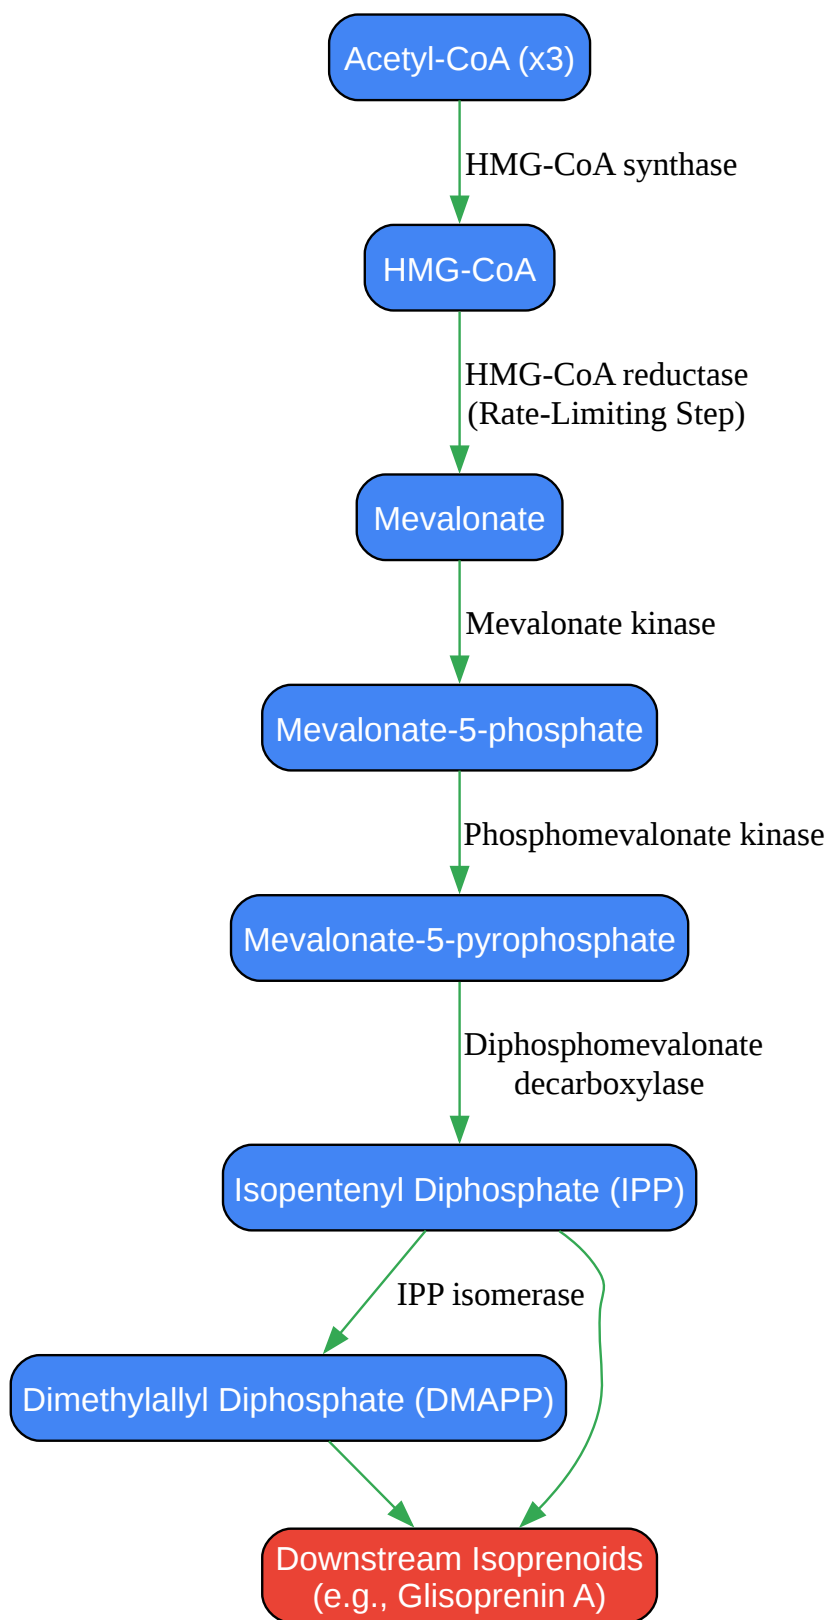 Acetyl-CoA (x3)
HMG-CoA synthase
HMG-CoA
HMG-CoA reductase
(Rate-Limiting Step)
Mevalonate
Mevalonate kinase
Mevalonate-5-phosphate
Phosphomevalonate kinase
Mevalonate-5-pyrophosphate
Diphosphomevalonate
decarboxylase
Isopentenyl Diphosphate (IPP)
IPP isomerase
Dimethylallyl Diphosphate (DMAPP)
Downstream Isoprenoids
(e.g., Glisoprenin A)